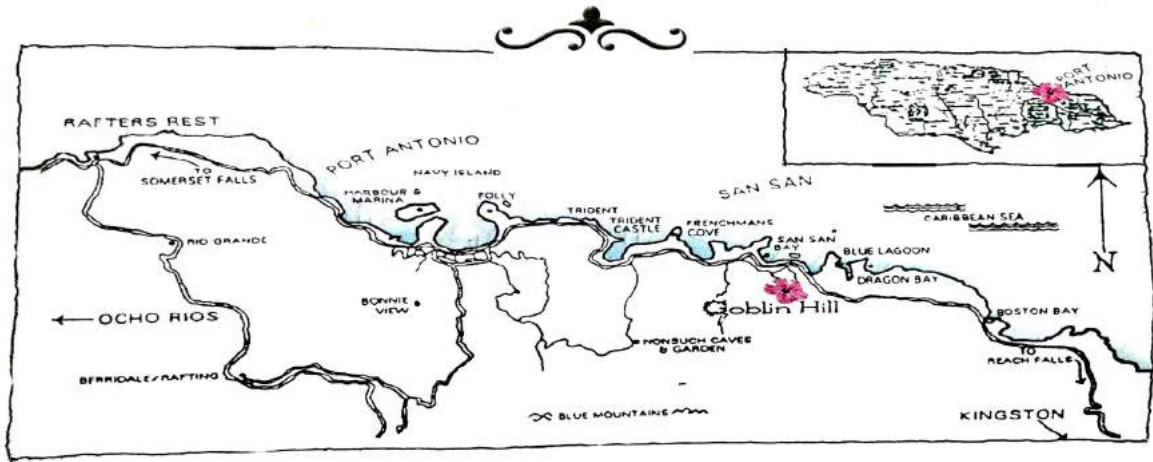 PORT
ANTONIO
RAFTERS REST
PORT ANTONIO
TO
SOMERSET FALLS
NAVY ISLAND
HARBOUR &
MARINA
FOLLY
SAN SAN
TRIDENT
TRIDENT
CASTLE
FRENCHMANS
COVE
CARIBBEAN SEA
SAN SAN
BAY
BLUE LAGOON
DRAGON BAY
N
RIO GRANDE
BONNIE
VIEW
Goblin Hill
OCHO RIOS
BOSTON BAY
NONSUCH CAVES
& GARDEN
TO
REACH FALLS
BERRIDALE/RAFTING
BLUE MOUNTAINS
KINGSTON